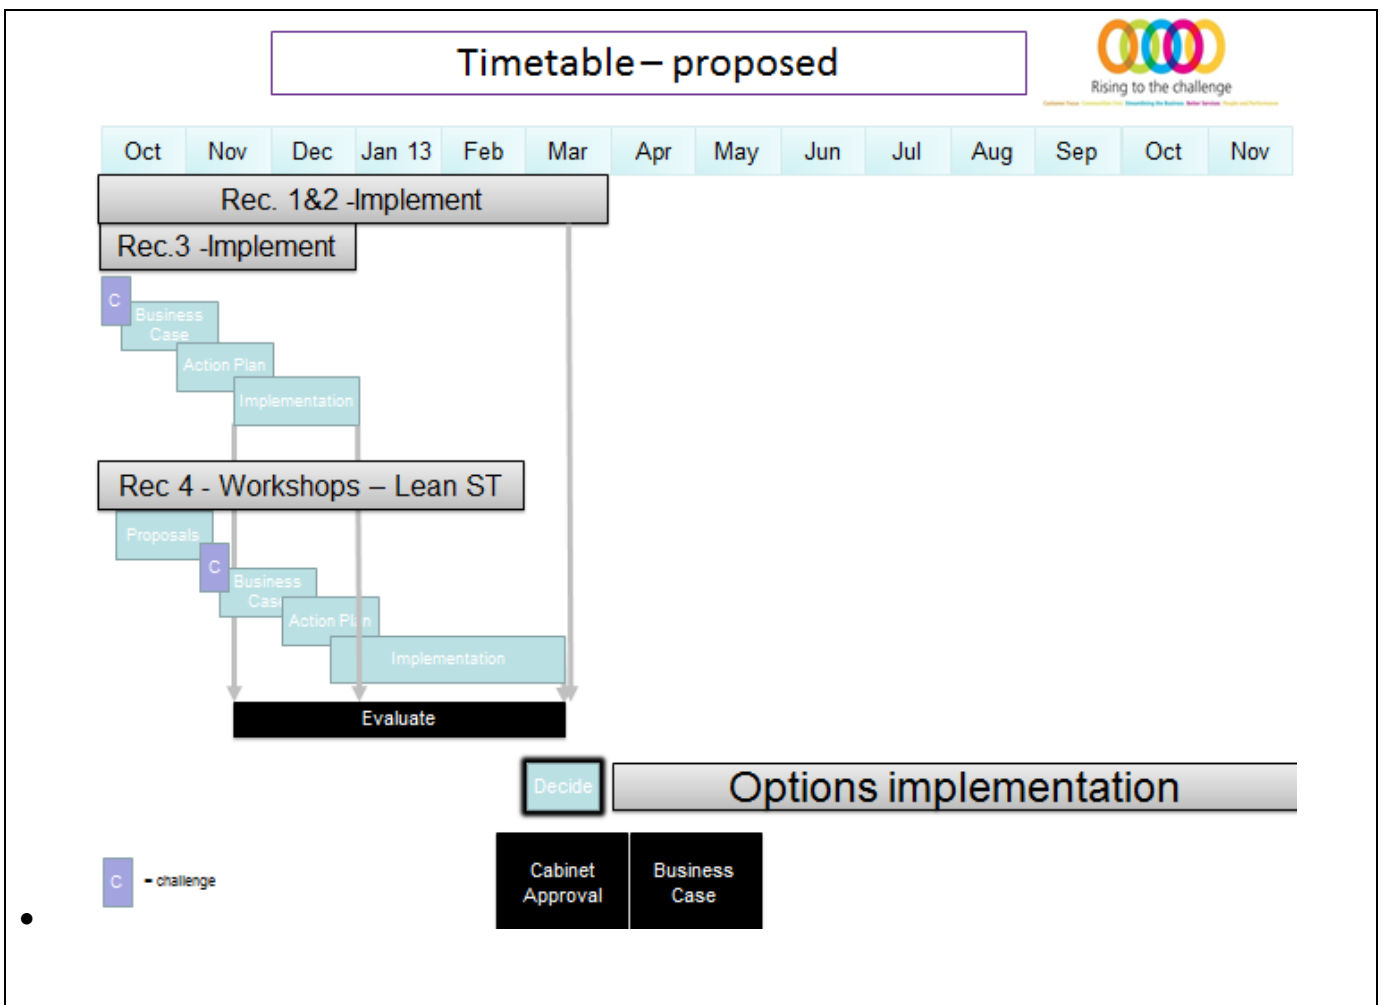 Timetable – proposed
Rising to the challenge
Oct Nov Dec Jan 13 Feb Mar Apr May Jun Jul Aug Sep Oct Nov
Rec. 1&2 -Implement
Rec.3 -Implement
C
Business
Case
Action Plan
Implementation
Rec 4 - Workshops – Lean ST
Proposals
C
Business
Case
Action Plan
Implementation
Evaluate
Decide
Options implementation
Cabinet
Approval
Business
Case
C
= challenge